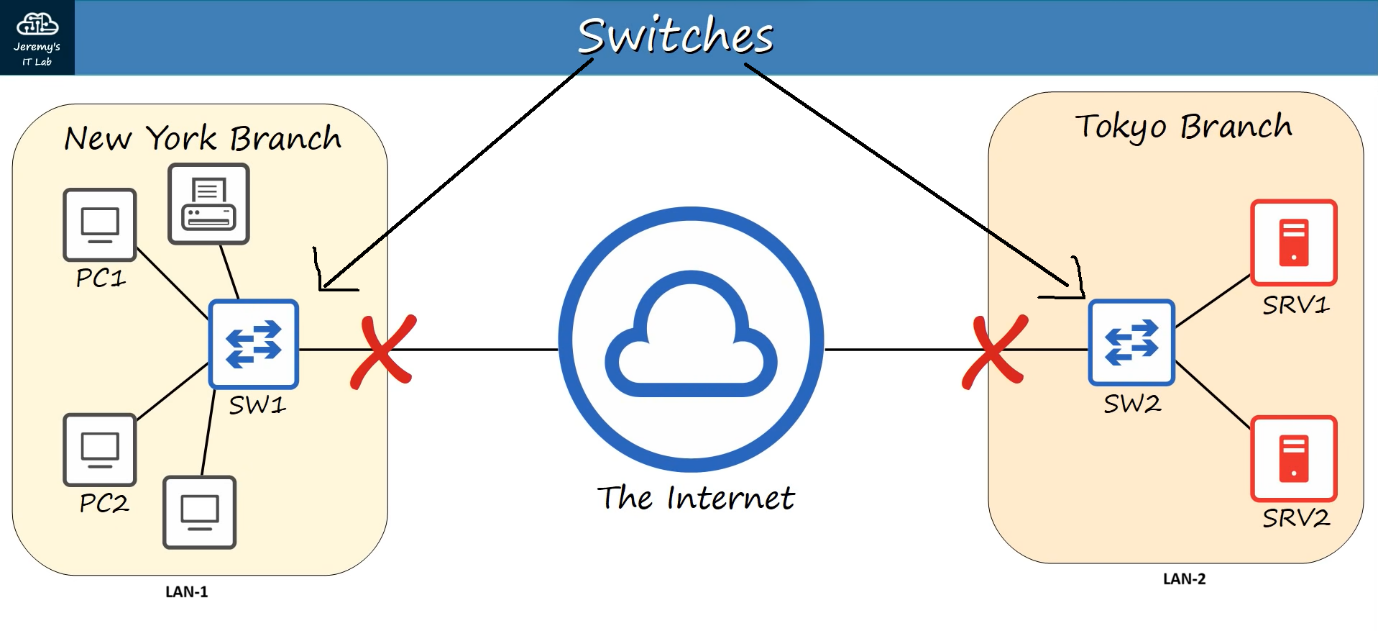 Jeremy's
IT Lab
Switches
New York Branch
PC1
SW1
PC2
LAN-1
The Internet
Tokyo Branch
SRV1
SW2
SRV2
LAN-2